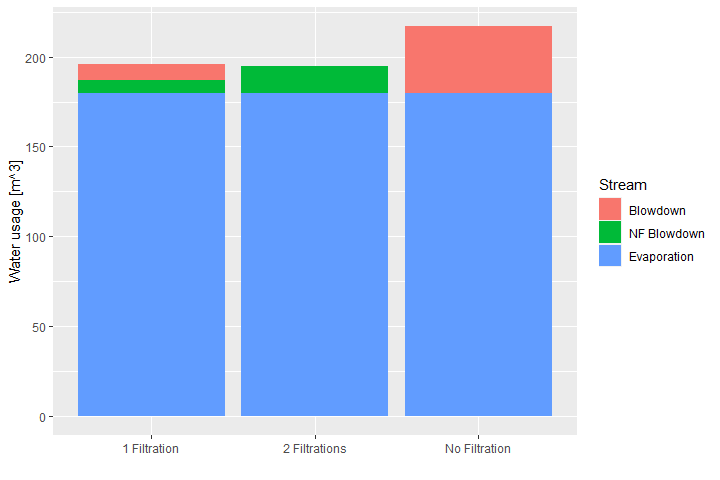 Water usage [m^3]
200
150
100
50
0
1 Filtration
2 Filtrations
No Filtration
Stream
Blowdown
NF Blowdown
Evaporation